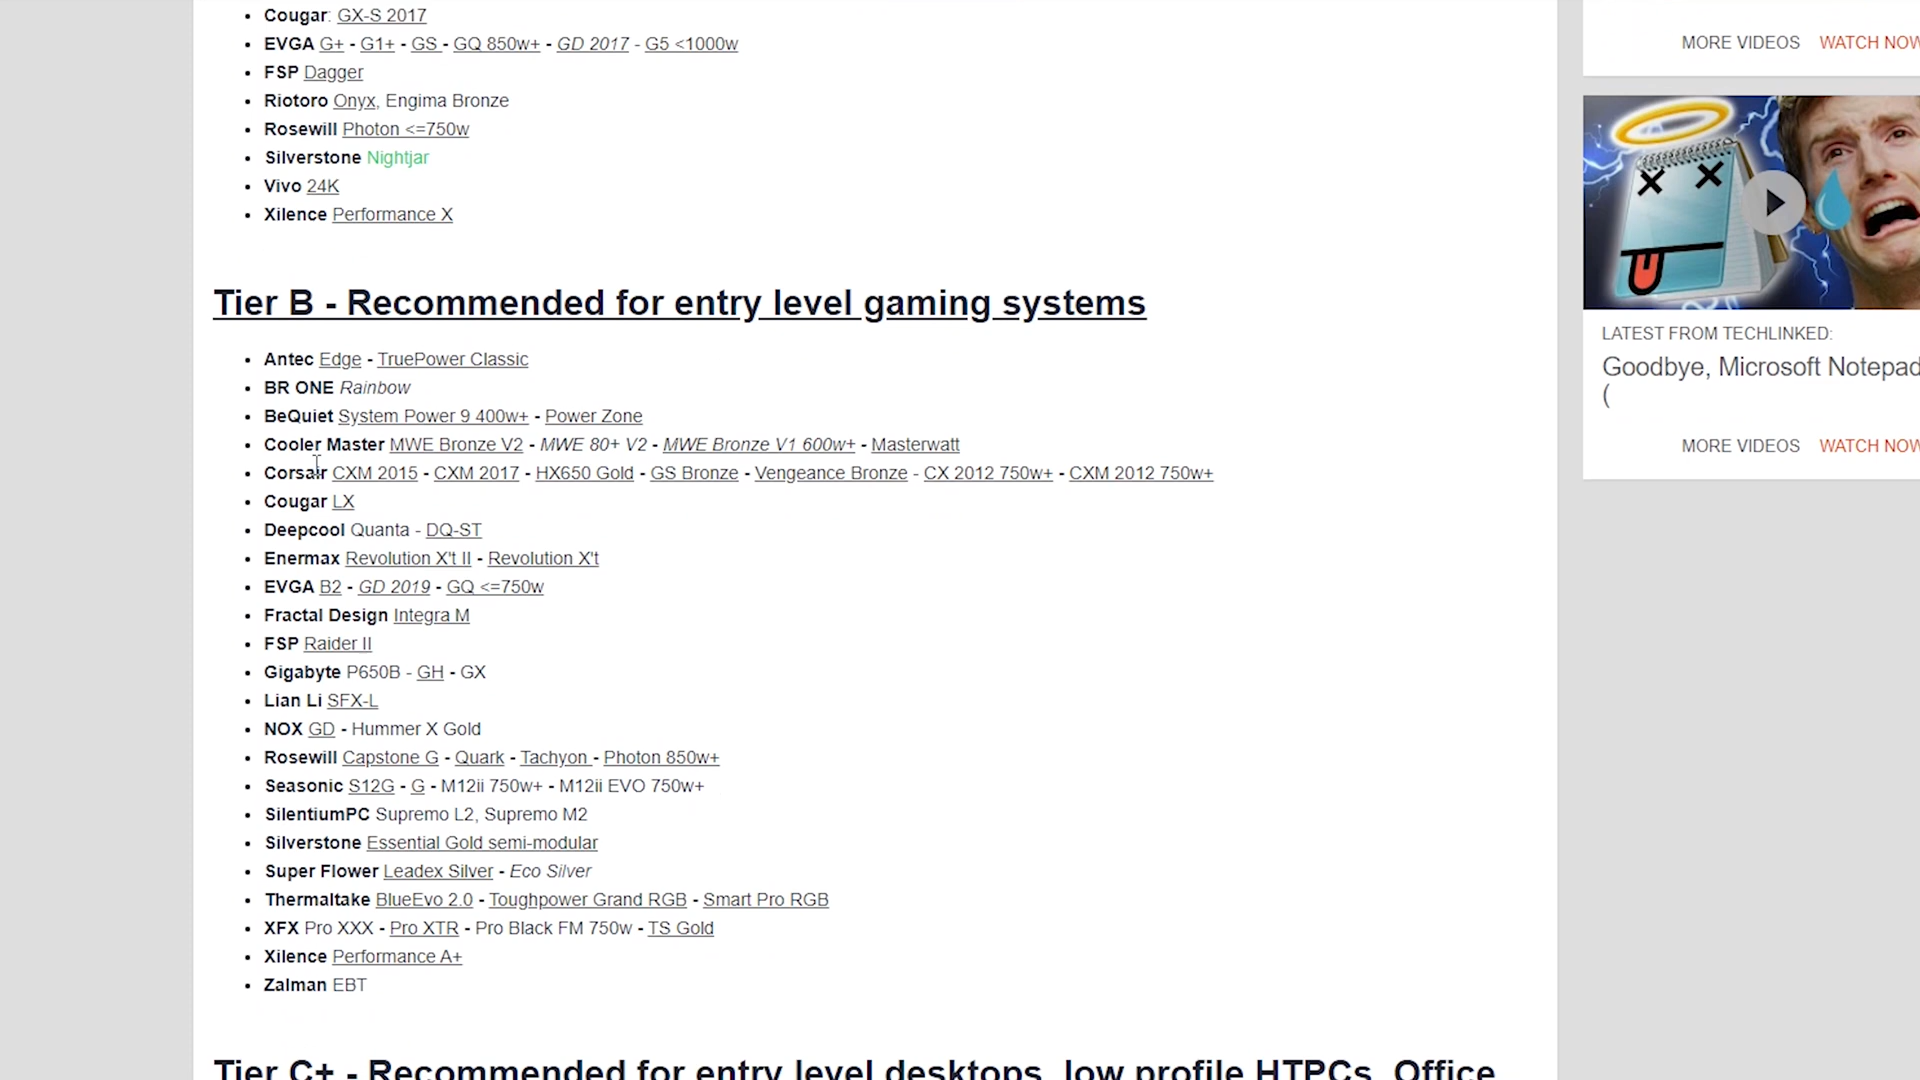 Cougar: GX-S 2017
EVGA G+ - G1+ - GS - GQ 850w+ - GD 2017 - G5 <1000w
FSP Dagger
Riotoro Onyx, Engima Bronze
Rosewill Photon <=750w
Silverstone Nightjar
Vivo 24K
Xilence Performance X
Tier B - Recommended for entry level gaming systems
Antec Edge - TruePower Classic
BR ONE Rainbow
BeQuiet System Power 9 400w+ - Power Zone
Cooler Master MWE Bronze V2 - MWE 80+ V2 - MWE Bronze V1 600w+ - Masterwatt
Corsair CXM 2015 - CXM 2017 - HX650 Gold - GS Bronze - Vengeance Bronze - CX 2012 750w+ - CXM 2012 750w+
Cougar LX
Deepcool Quanta - DQ-ST
Enermax Revolution X't II - Revolution X't
EVGA B2 - GD 2019 - GQ <=750w
Fractal Design Integra M
FSP Raider II
Gigabyte P650B - GH - GX
Lian Li SFX-L
NOX GD - Hummer X Gold
Rosewill Capstone G - Quark - Tachyon - Photon 850w+
Seasonic S12G - G - M12ii 750w+ - M12ii EVO 750w+
SilentiumPC Supremo L2, Supremo M2
Silverstone Essential Gold semi-modular
Super Flower Leadex Silver - Eco Silver
Thermaltake BlueEvo 2.0 - Toughpower Grand RGB - Smart Pro RGB
XFX Pro XXX - Pro XTR - Pro Black FM 750w - TS Gold
Xilence Performance A+
Zalman EBT
Tier C+ - Recommended for entry level desktops, low profile HTPCs, Office
MORE VIDEOS WATCH NOW
LATEST FROM TECHLINKED:
Goodbye, Microsoft Notepad
(
MORE VIDEOS WATCH NOW